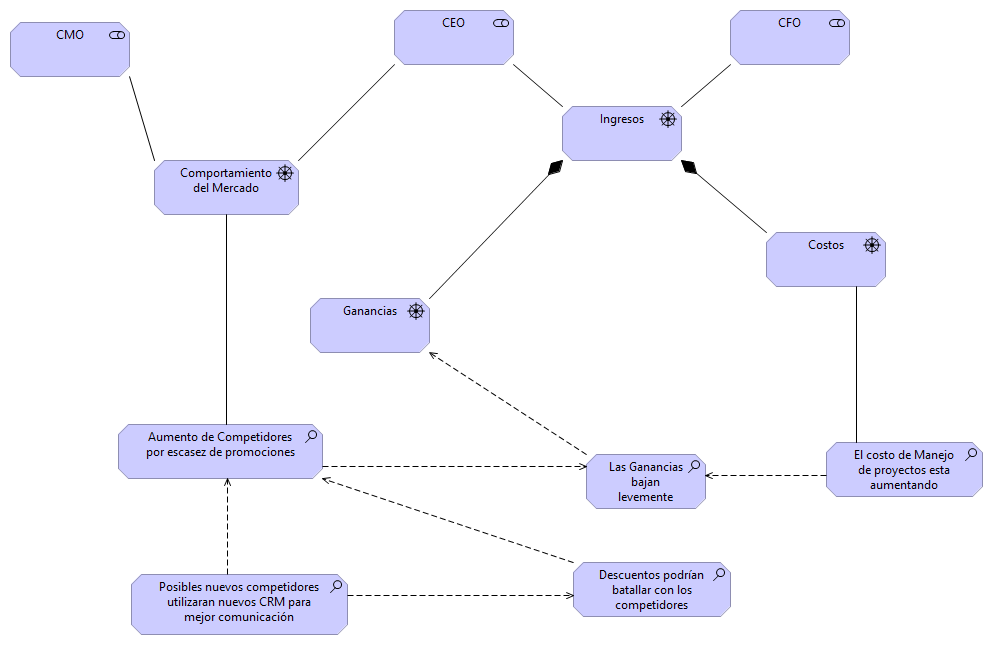 CMO
CEO
CFO
Ingresos
Comportamiento
del Mercado
Costos
Ganancias
Aumento de Competidores
por escasez de promociones
Las Ganancias
bajan
levemente
El costo de Manejo
de proyectos esta
aumentando
Posibles nuevos competidores
utilizaran nuevos CRM para
mejor comunicación
Descuentos podrían
batallar con los
competidores